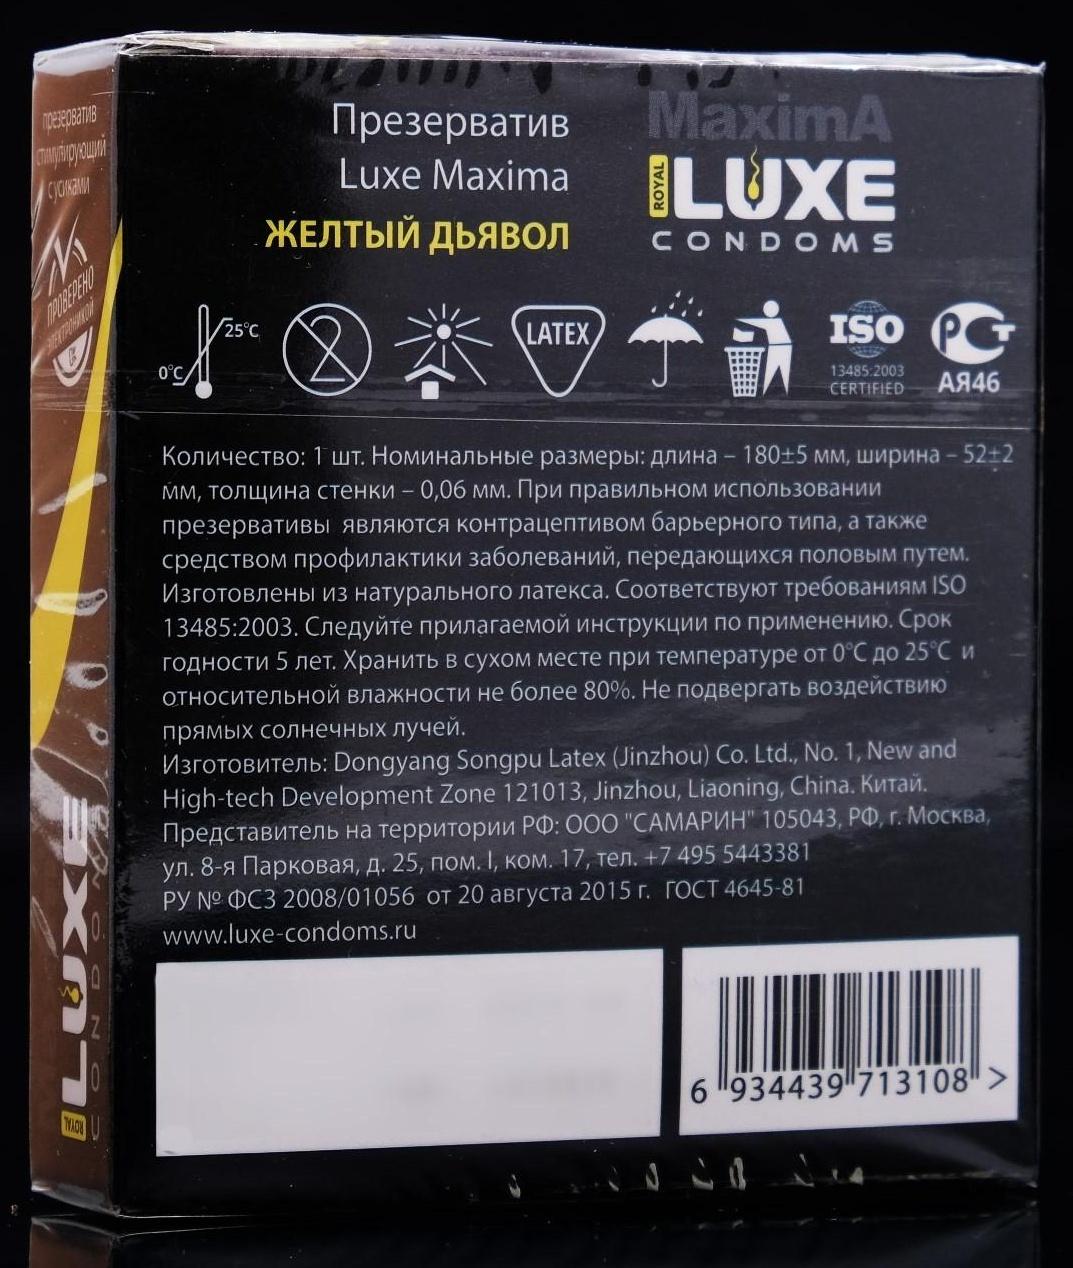 Презерватив
Luxe Maxima
ЖЕЛТЫЙ ДЬЯВОЛ
MaximA
ROYAL
LUXE
CONDOMS
25°C
0°C
2
LATEX
ISO
13485:2003
CERTIFIED
РСТ
АЯ46
Количество: 1 шт. Номинальные размеры: длина – 180±5 мм, ширина – 52±2
мм, толщина стенки – 0,06 мм. При правильном использовании
презервативы являются контрацептивом барьерного типа, а также
средством профилактики заболеваний, передающихся половым путем.
Изготовлены из натурального латекса. Соответствуют требованиям ISO
13485:2003. Следуйте прилагаемой инструкции по применению. Срок
годности 5 лет. Хранить в сухом месте при температуре от 0°C до 25°C и
относительной влажности не более 80%. Не подвергать воздействию
прямых солнечных лучей.
Изготовитель: Dongyang Songpu Latex (Jinzhou) Co. Ltd., No. 1, New and
High-tech Development Zone 121013, Jinzhou, Liaoning, China. Китай.
Представитель на территории РФ: ООО "САМАРИН" 105043, РФ, г. Москва,
ул. 8-я Парковая, д. 25, пом. I, ком. 17, тел. +7 495 5443381
РУ № ФСЗ 2008/01056 от 20 августа 2015 г. ГОСТ 4645-81
www.luxe-condoms.ru
6 934439 713108 >
презерватив
стимулирующий
с усиками
ПРОВЕРЕНО
ЭЛЕКТРОНИКОЙ
ROYAL
LUXE